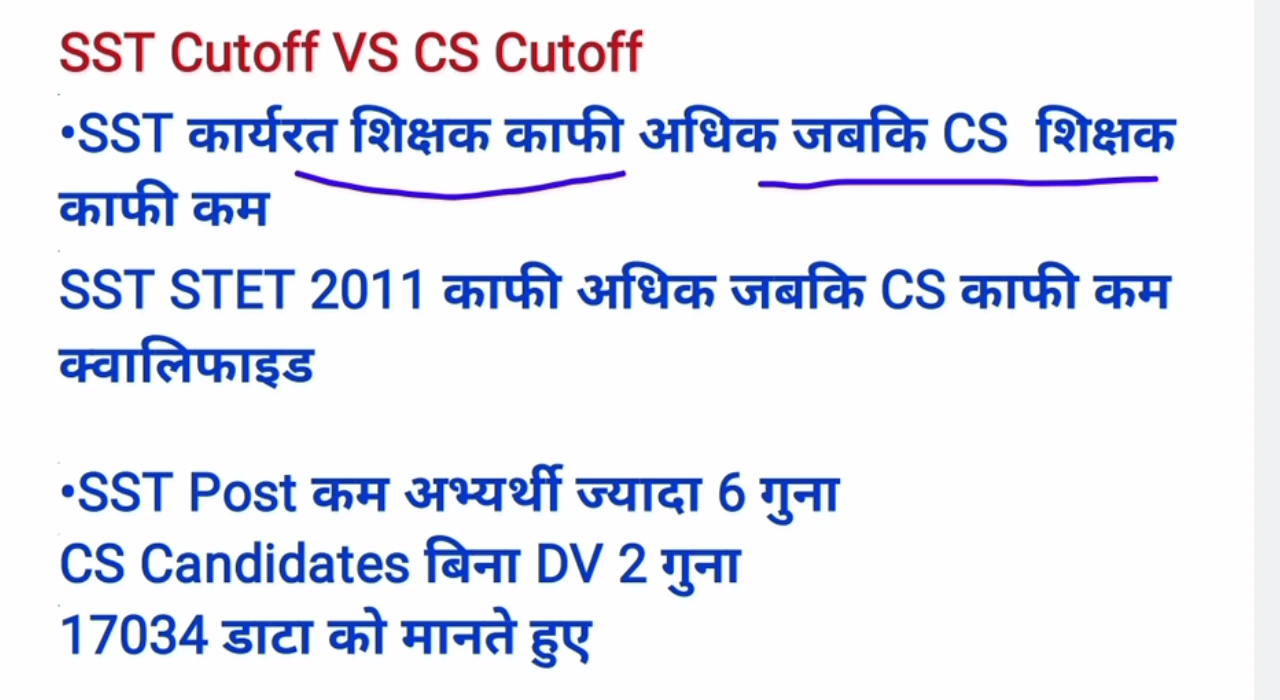 SST Cutoff VS CS Cutoff
•SST कार्यरत शिक्षक काफी अधिक जबकि CS शिक्षक
काफी कम
SST STET 2011 काफी अधिक जबकि CS काफी कम
क्वालिफाइड
•SST Post कम अभ्यर्थी ज्यादा 6 गुना
CS Candidates बिना DV 2 गुना
17034 डाटा को मानते हुए